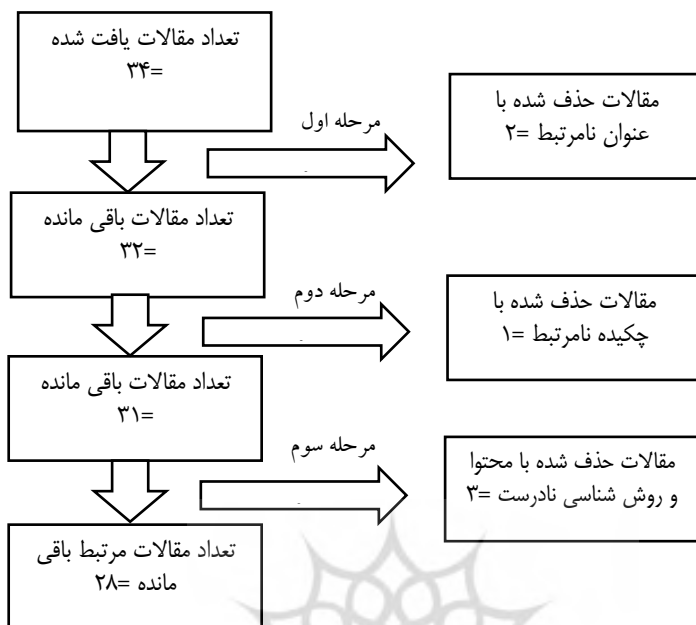 تعداد مقالات یافت شده
=۳۴
مرحله اول
مقالات حذف شده با
عنوان نامرتبط =۲
تعداد مقالات باقی مانده
=۳۲
مرحله دوم
مقالات حذف شده با
چکیده نامرتبط =۱
تعداد مقالات باقی مانده
=۳۱
مرحله سوم
مقالات حذف شده با محتوا
و روش شناسی نادرست =۳
تعداد مقالات مرتبط باقی
مانده =۲۸